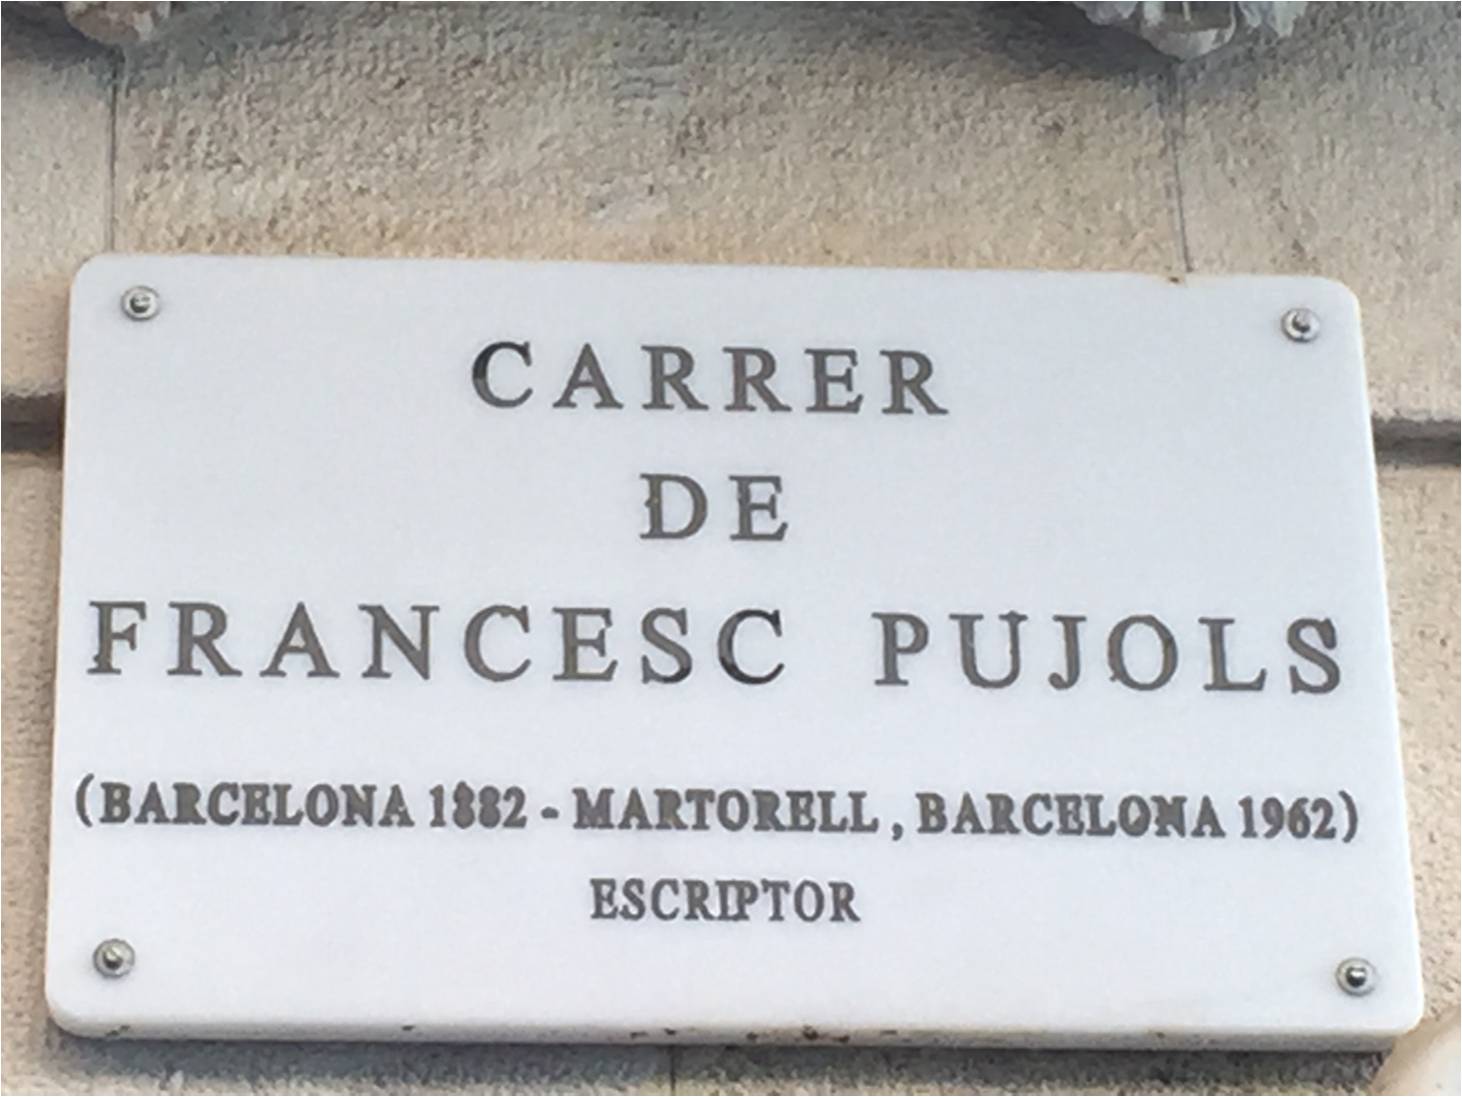 CARRER
DE
FRANCESC PUJOLS
(BARCELONA 1882 - MARTORELL, BARCELONA 1962)
ESCRIPTOR